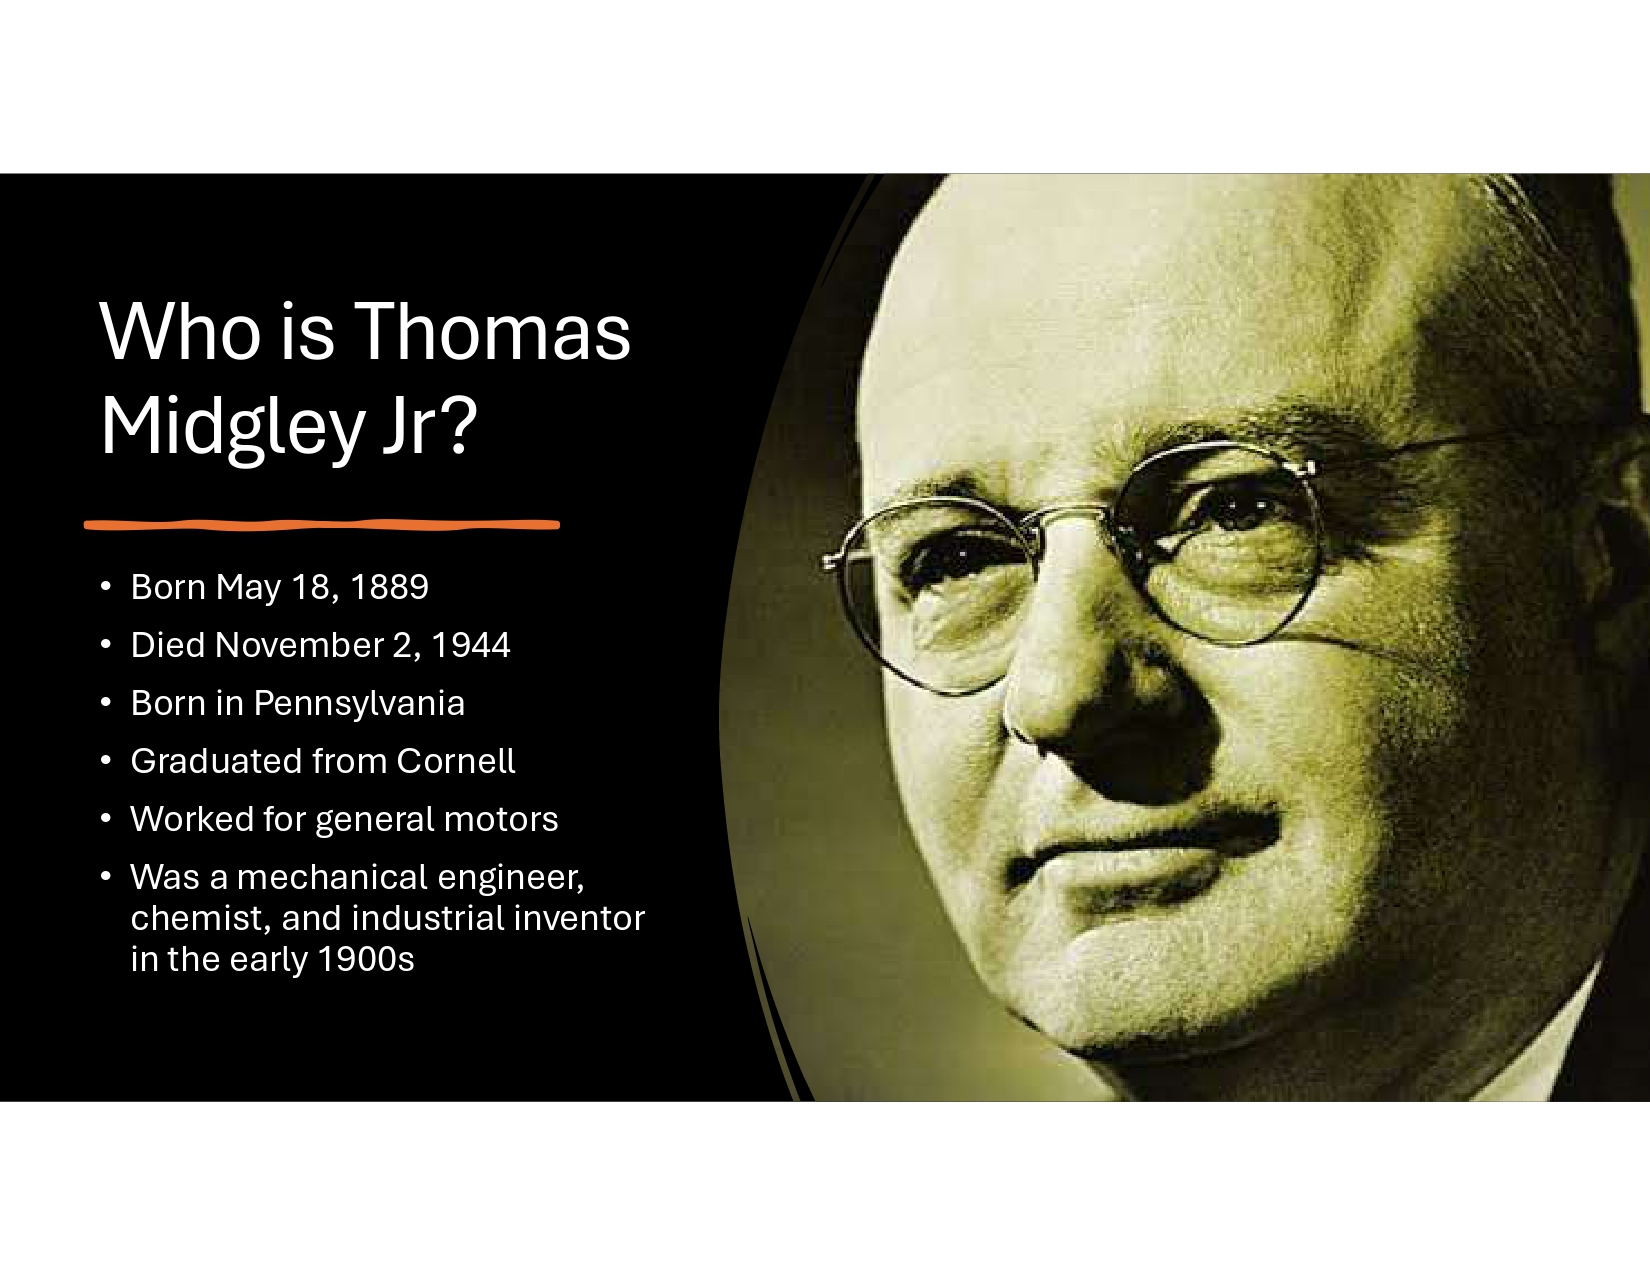 Who is Thomas
Midgley Jr?
• Born May 18, 1889
• Died November 2, 1944
• Born in Pennsylvania
• Graduated from Cornell
• Worked for general motors
• Was a mechanical engineer,
chemist, and industrial inventor
in the early 1900s